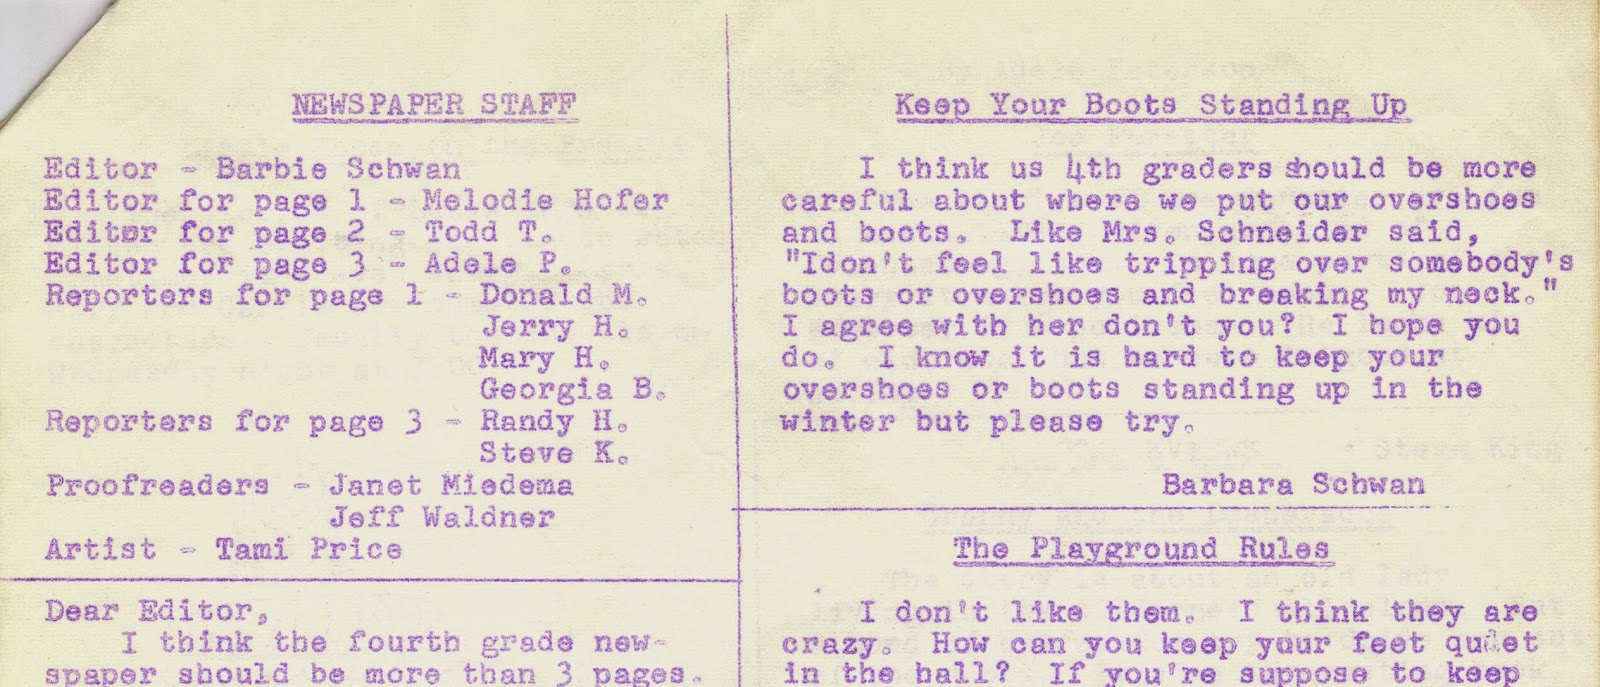 NEWSPAPER STAFF
Editor - Barbie Schwan
Editor for page 1 - Melodie Hofer
Editor for page 2 - Todd T.
Editor for page 3 - Adele P.
Reporters for page 1 - Donald M.
Jerry H.
Mary H.
Georgia B.
Reporters for page 3 - Randy H.
Steve K.
Proofreaders - Janet Miedema
Jeff Waldner
Artist - Tami Price
Dear Editor,
I think the fourth grade new-
spaper should be more than 3 pages.
Keep Your Boots Standing Up
I think us 4th graders should be more
careful about where we put our overshoes
and boots. Like Mrs. Schneider said,
"Idon't feel like tripping over somebody's
boots or overshoes and breaking my neck."
I agree with her don't you? I hope you
do. I know it is hard to keep your
overshoes or boots standing up in the
winter but please try.
Barbara Schwan
The Playground Rules
I don't like them. I think they are
crazy. How can you keep your feet quiet
in the hall? If you're suppose to keep